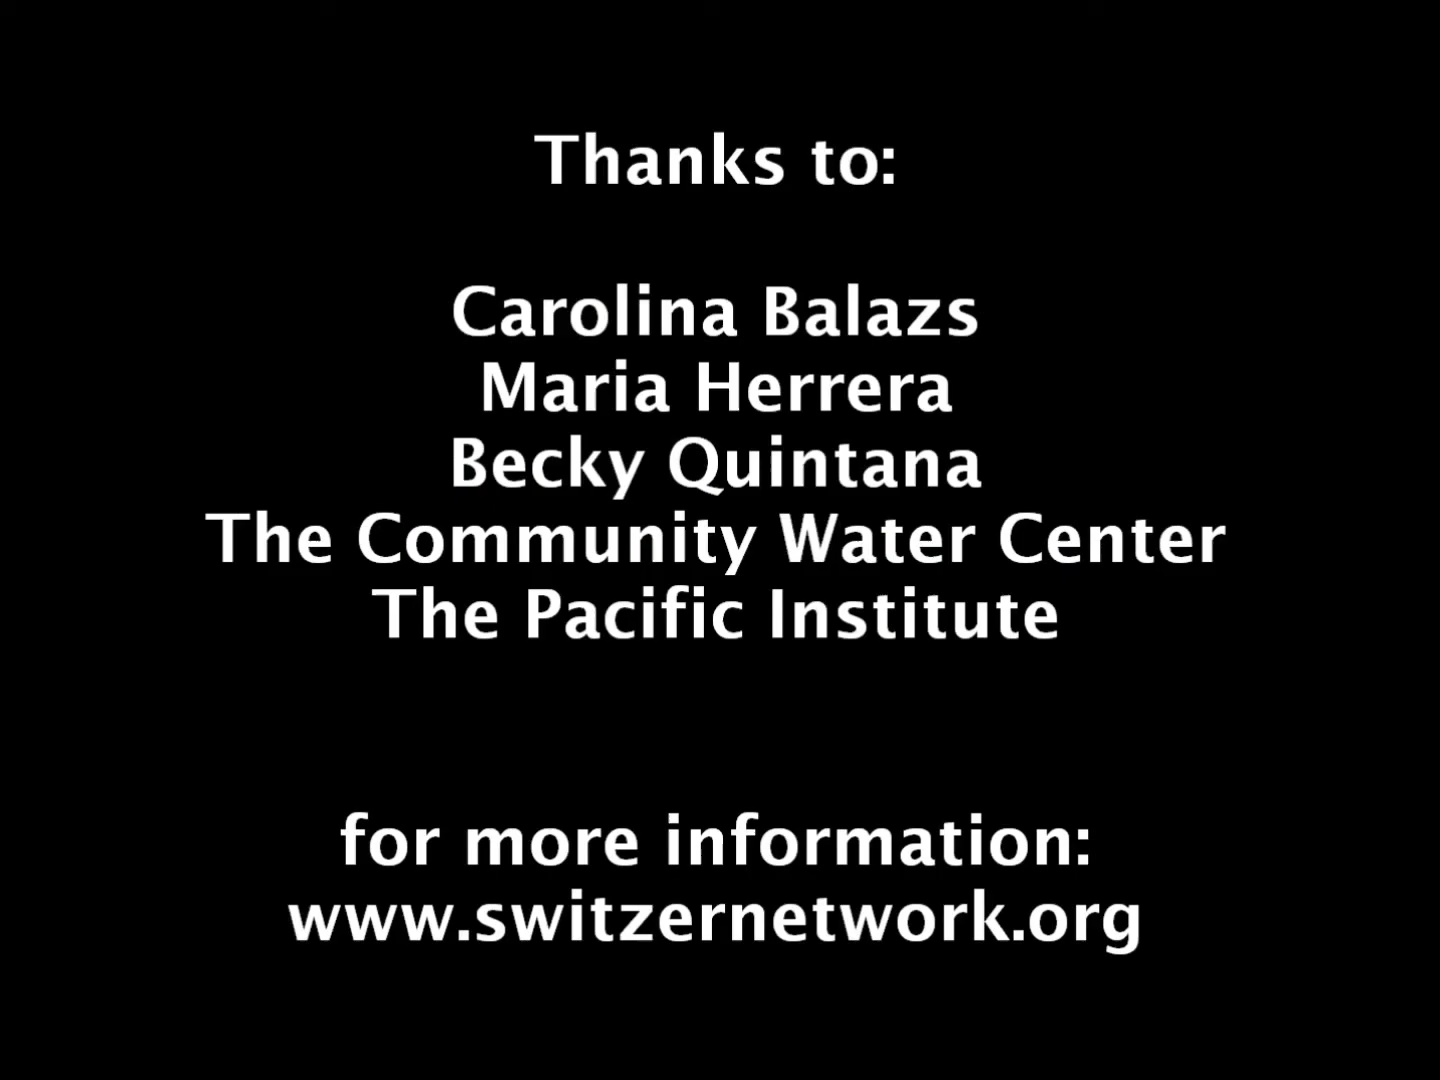 Thanks to:
Carolina Balazs
Maria Herrera
Becky Quintana
The Community Water Center
The Pacific Institute
for more information:
www.switzernetwork.org